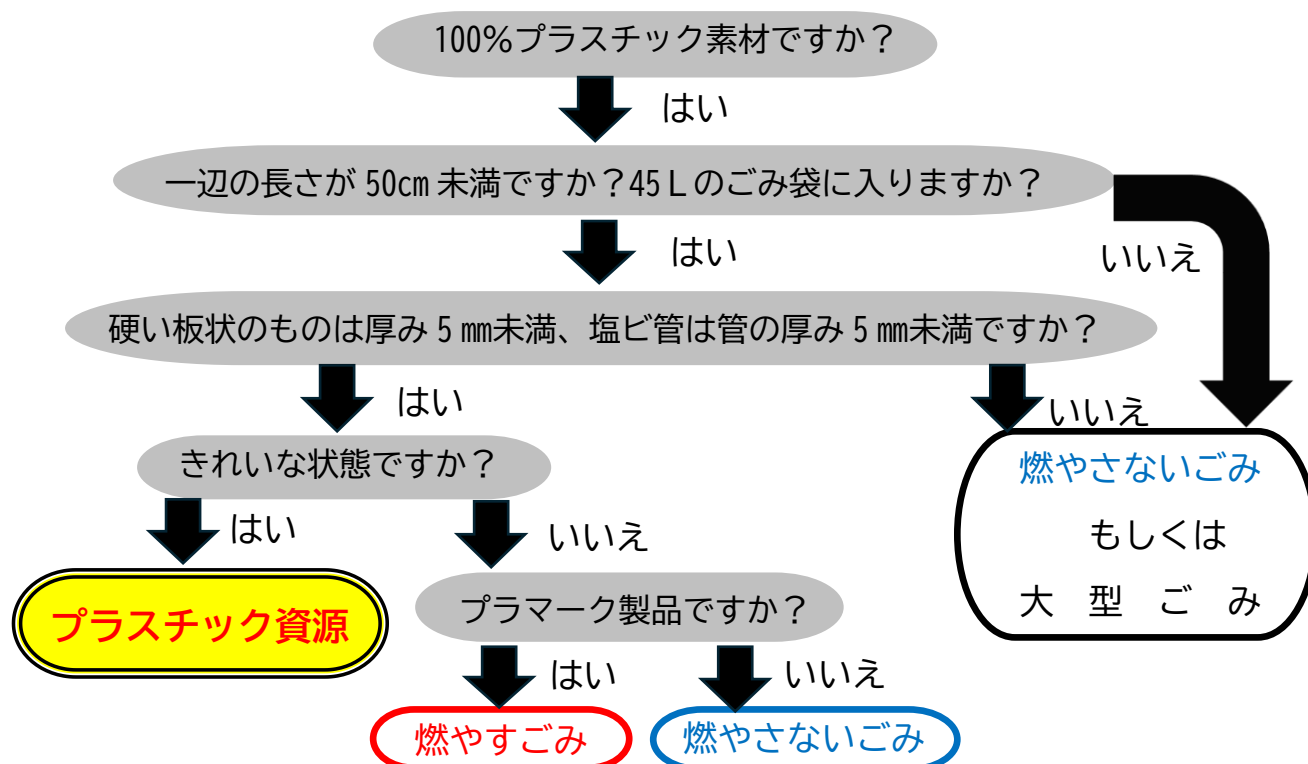 100%プラスチック素材ですか？
はい
一辺の長さが 50cm 未満ですか？45Ｌのごみ袋に入りますか？
はい
いいえ
硬い板状のものは厚み 5 ㎜未満、塩ビ管は管の厚み 5 ㎜未満ですか？
はい
いいえ
きれいな状態ですか？
はい
いいえ
燃やさないごみ
もしくは
大 型 ご み
プラスチック資源
プラマーク製品ですか？
はい
いいえ
燃やすごみ
燃やさないごみ